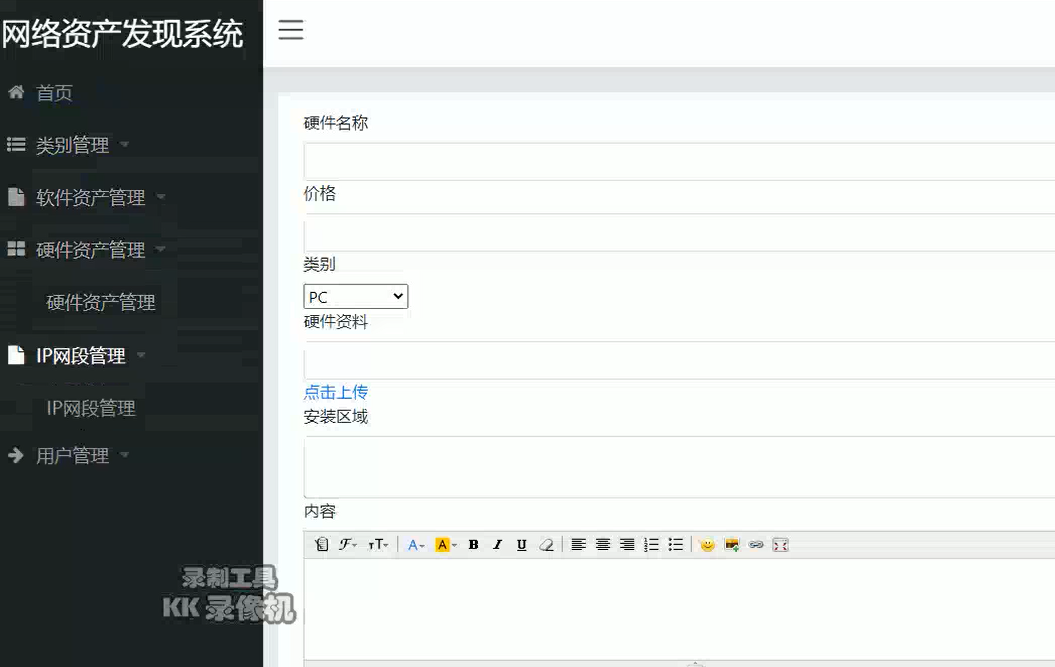 网络资产发现系统
首页
类别管理
软件资产管理
硬件资产管理
硬件资产管理
IP网段管理
IP网段管理
用户管理
硬件名称
价格
类别
PC
硬件资料
点击上传
安装区域
内容
录制工具
KK 录像机